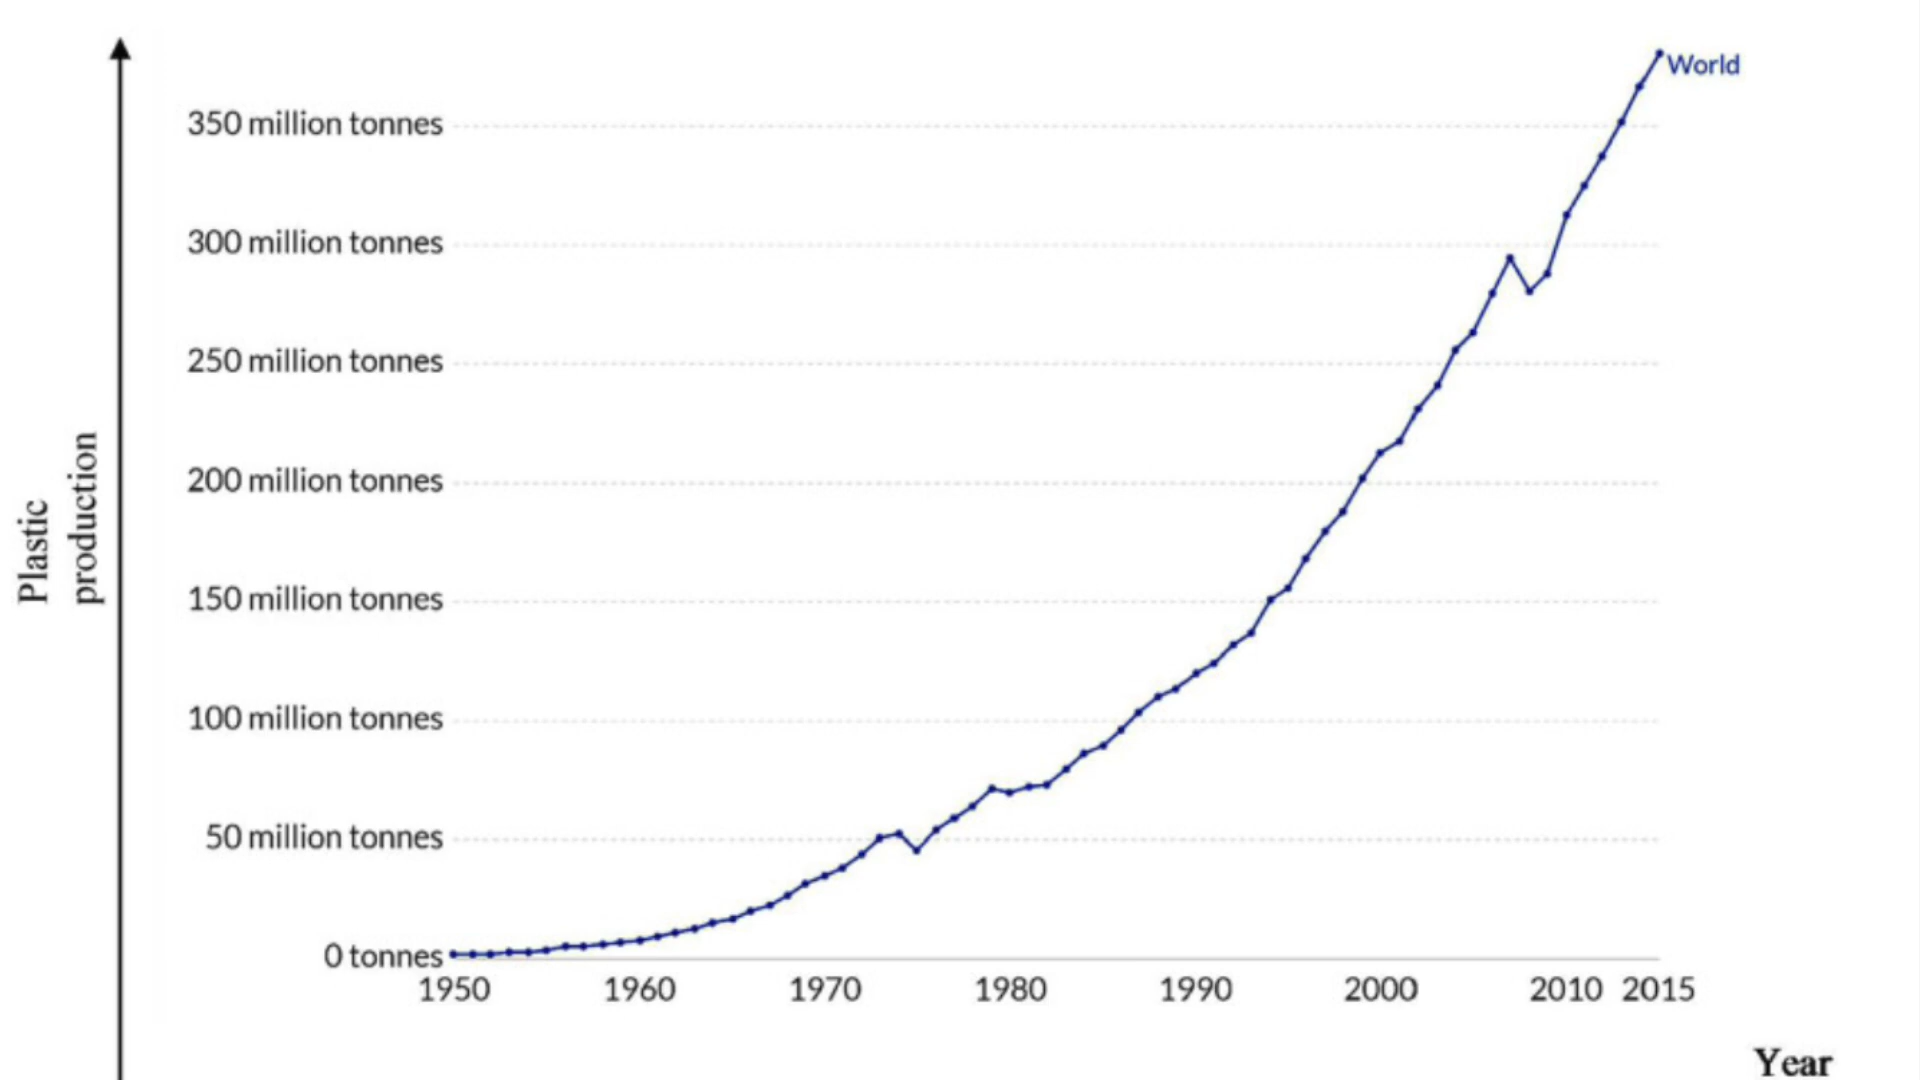 World
350 million tonnes
300 million tonnes
250 million tonnes
200 million tonnes
150 million tonnes
100 million tonnes
50 million tonnes
0 tonnes
Plastic
production
1950 1960 1970 1980 1990 2000 2010 2015
Year